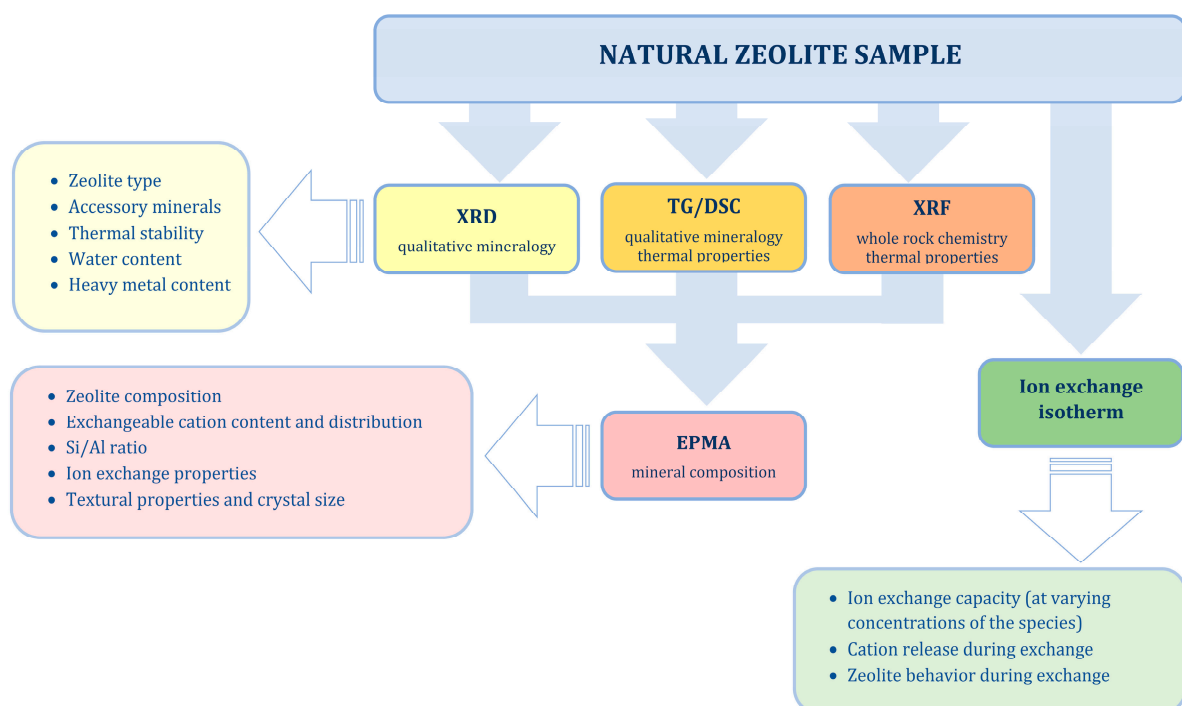 NATURAL ZEOLITE SAMPLE
XRD
qualitative mineralogy
TG/DSC
qualitative mineralogy
thermal properties
XRF
whole rock chemistry
thermal properties
• Zeolite type
• Accessory minerals
• Thermal stability
• Water content
• Heavy metal content
EPMA
mineral composition
• Zeolite composition
• Exchangeable cation content and distribution
• Si/Al ratio
• Ion exchange properties
• Textural properties and crystal size
Ion exchange
isotherm
• Ion exchange capacity (at varying
concentrations of the species)
• Cation release during exchange
• Zeolite behavior during exchange